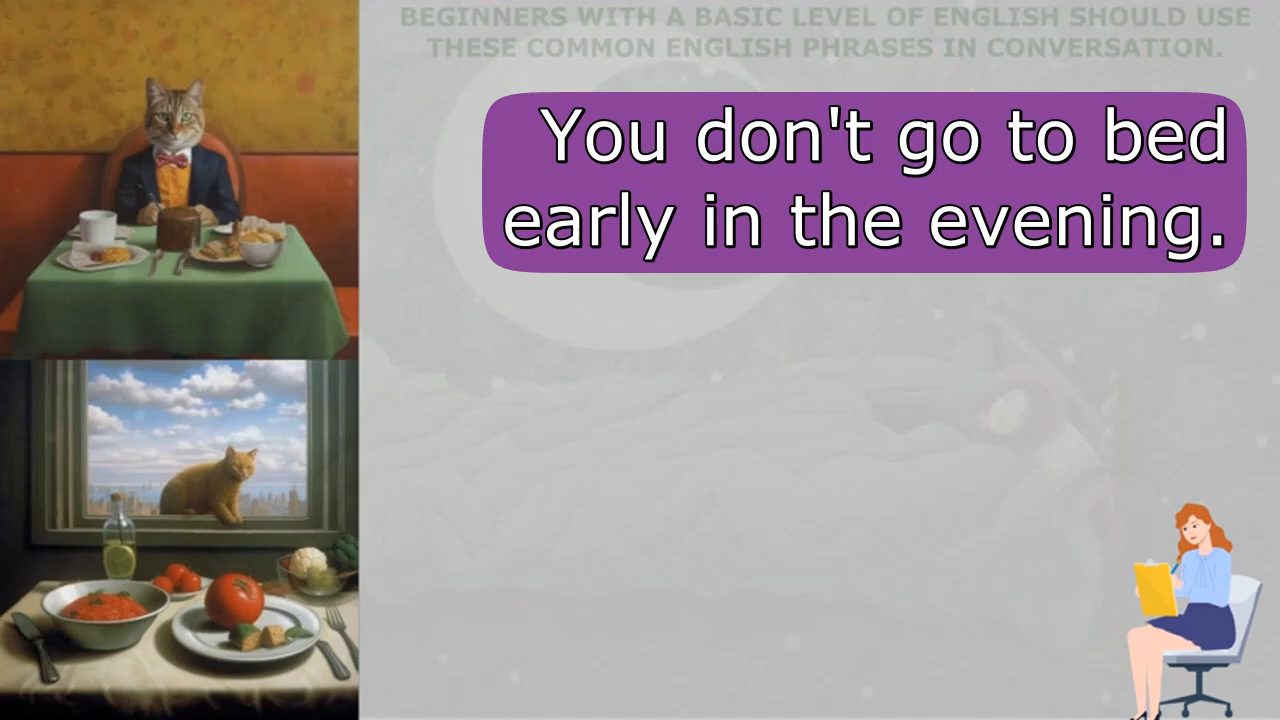 BEGINNERS WITH A BASIC LEVEL OF ENGLISH SHOULD USE
THESE COMMON ENGLISH PHRASES IN CONVERSATION.
You don't go to bed
early in the evening.